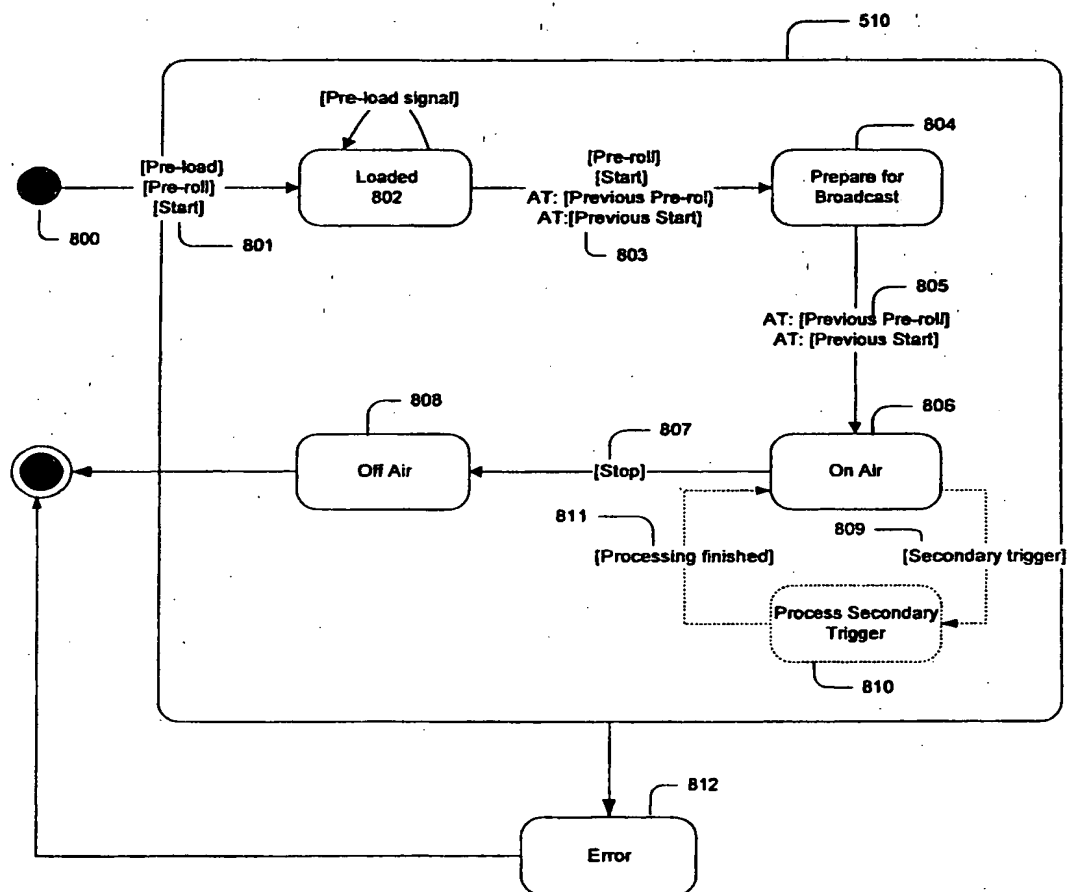 510
[Pre-load signal]
804
[Pre-load]
[Pre-roll]
[Start]
Loaded
802
[Pre-roll]
[Start]
AT: [Previous Pre-rol]
AT:[Previous Start]
Prepare for
Broadcast
800
801
803
805
AT: [Previous Pre-roll]
AT: [Previous Start]
808
807
806
Off Air
[Stop]
On Air
811
809
[Processing finished]
[Secondary trigger]
Process Secondary
Trigger
810
812
Error